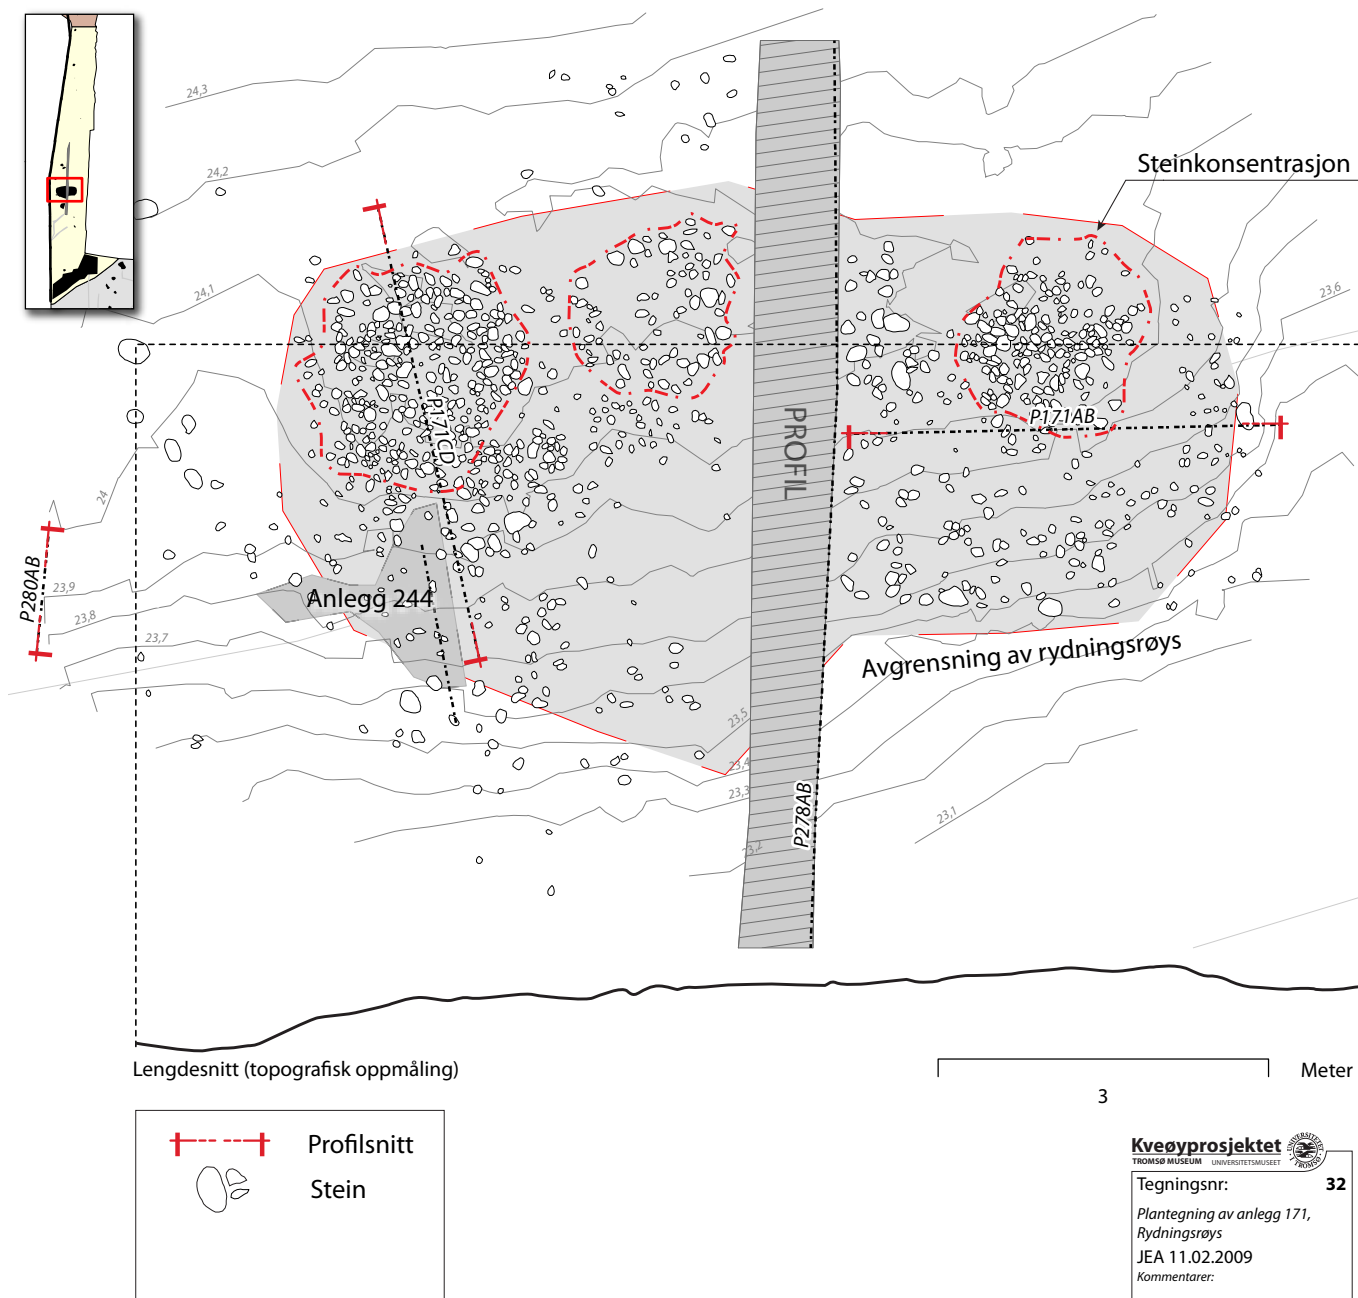 24,3
24,2
Steinkonsentrasjon
24,1
23,6
P171CD
P171AB
PROFIL
24
P280AB
23,9
23,8
23,7
Anlegg 244
Avgrensning av rydningsrøys
23,5
23,4
23,3
23,2
23,1
P278AB
Lengdesnitt (topografisk oppmåling)
Meter
3
Profilsnitt
Stein
Kveøyprosjektet
TROMSØ MUSEUM UNIVERSITETSMUSEET
UNIVERSITETET I TROMSØ
Tegningsnr: 32
Plantegning av anlegg 171,
Rydningsrøys
JEA 11.02.2009
Kommentarer: